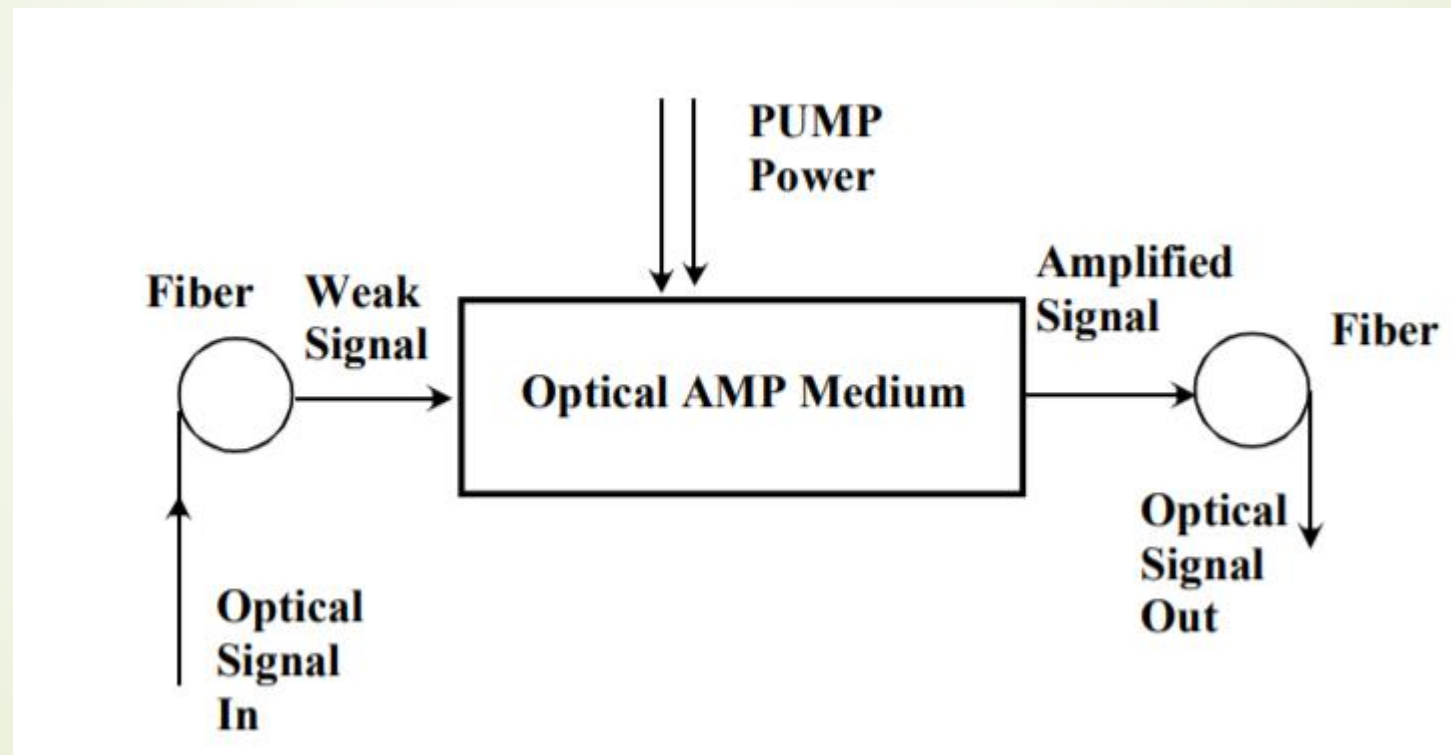 PUMP
Power
Fiber
Weak
Signal
Optical AMP Medium
Amplified
Signal
Fiber
Optical
Signal
In
Optical
Signal
Out